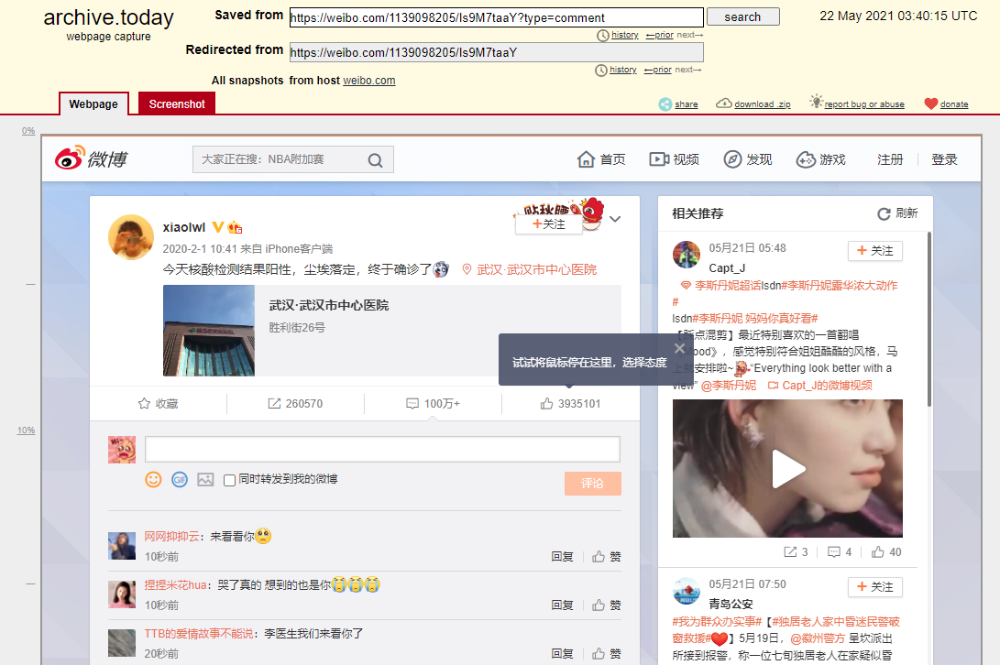 archive.today
webpage capture
Saved from https://weibo.com/1139098205/Is9M7taaY?type=comment search
22 May 2021 03:40:15 UTC
history ←prior next→
Redirected from https://weibo.com/1139098205/Is9M7taaY
history ←prior next→
All snapshots from host weibo.com
Webpage Screenshot
share download .zip report bug or abuse donate
0%
10%
微博
大家正在搜：NBA附加赛
首页 视频 发现 游戏 注册 登录
xiaolwl
贴秋膘
+关注
2020-2-1 10:41 来自 iPhone客户端
今天核酸检测结果阳性，尘埃落定，终于确诊了 武汉·武汉市中心医院
武汉·武汉市中心医院
胜利街26号
试试将鼠标停在这里，选择态度
收藏 260570 100万+ 3935101
GIF 同时转发到我的微博
评论
网网抑抑云：来看看你
10秒前 回复 赞
捏捏米花hua：哭了真的 想到的也是你
10秒前 回复 赞
TTB的爱情故事不能说：李医生我们来看你了
20秒前 回复 赞
相关推荐 刷新
05月21日 05:48
+ 关注
Capt_J
李斯丹妮超话lsdn#李斯丹妮露华浓大动作
#
lsdn#李斯丹妮 妈妈你真好看#
点混剪】最近特别喜欢的一首翻唱
ood》，感觉特别符合姐姐酷酷的风格，马
上 安排啦~ "Everything look better with a
view" @李斯丹妮 Capt_J的微博视频
3 4 40
05月21日 07:50
+ 关注
青岛公安
#我为群众办实事#【#独居老人家中昏迷民警破
窗救援# 】5月19日，@徽州警方 呈坎派出
所接到报警，称一位七旬独居老人在家疑似昏